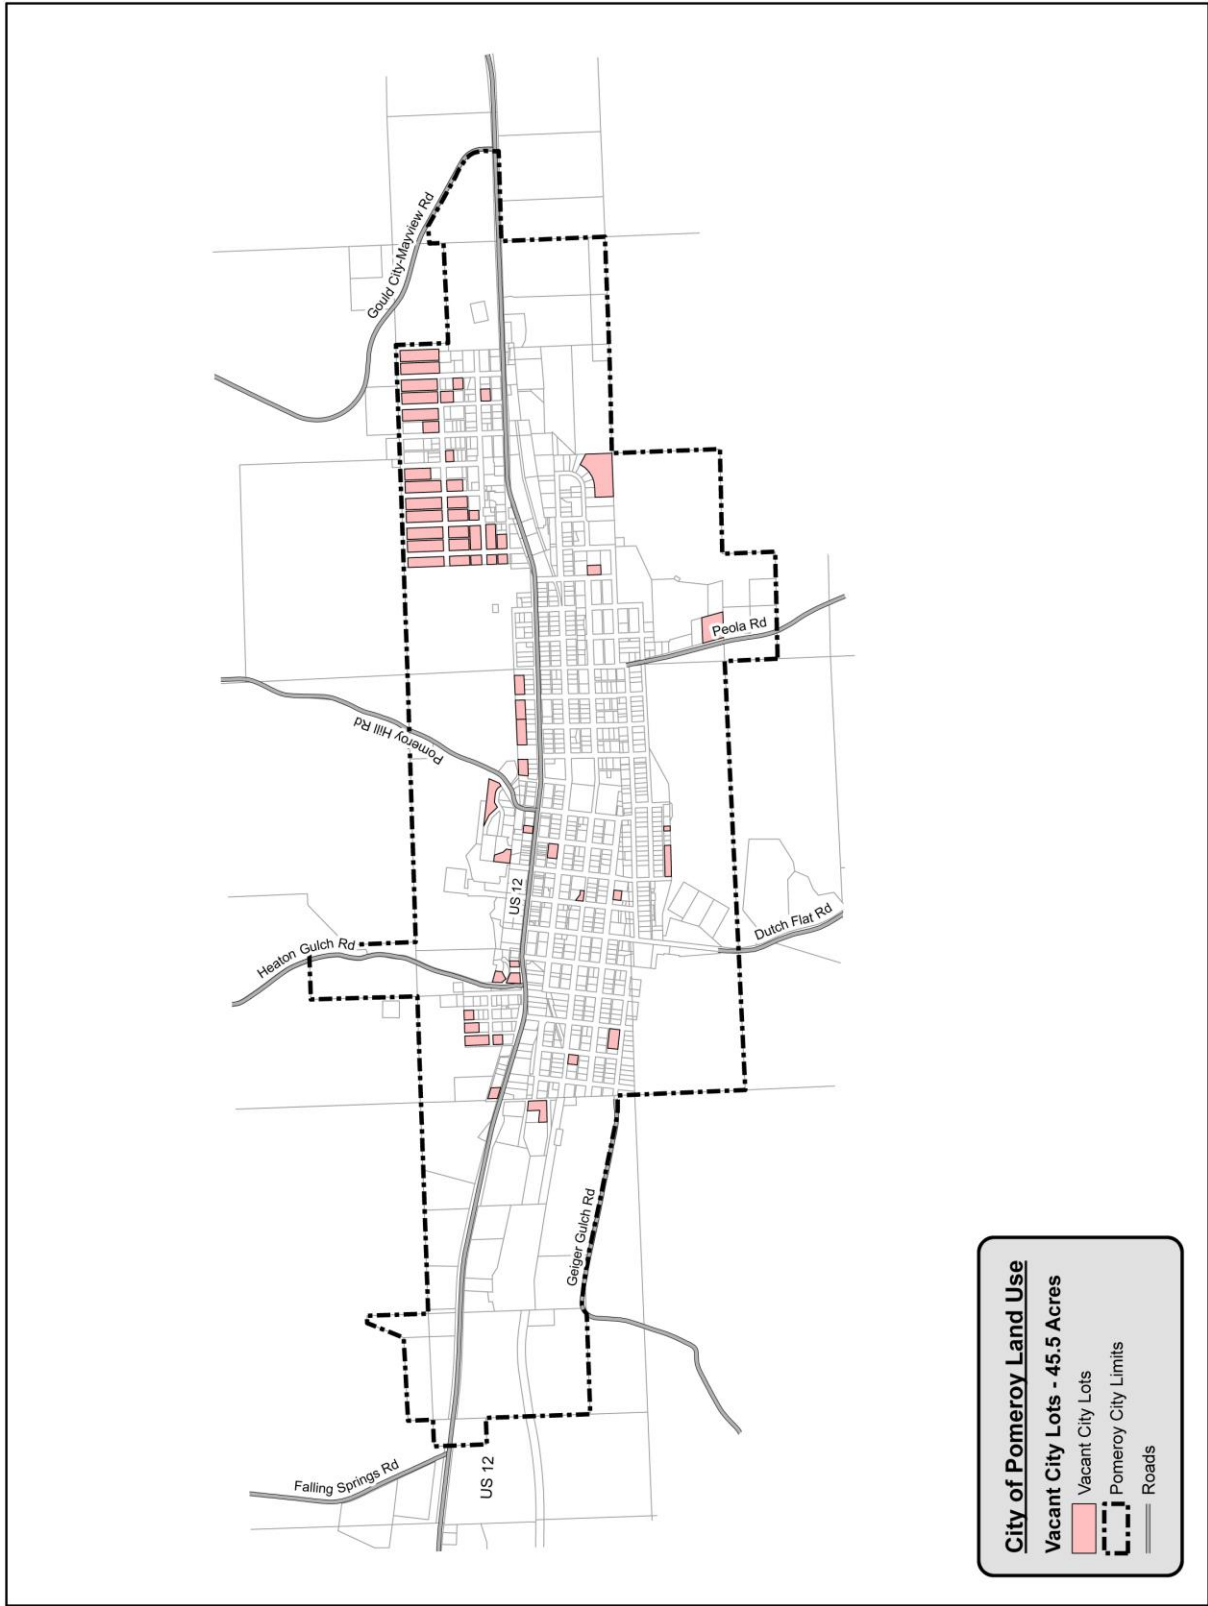 Gould City-Mayview Rd
Pomeroy Hill Rd
Peola Rd
US 12
Heaton Gulch Rd
Dutch Flat Rd
Geiger Gulch Rd
Falling Springs Rd
US 12
City of Pomeroy Land Use
Vacant City Lots - 45.5 Acres
Vacant City Lots
Pomeroy City Limits
Roads